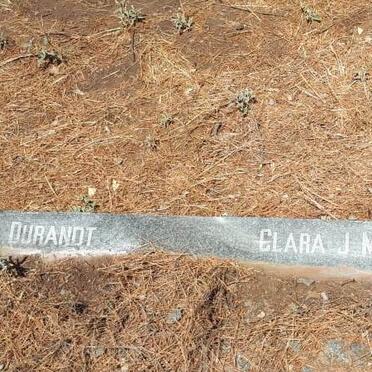 DURANDT CLARA J M